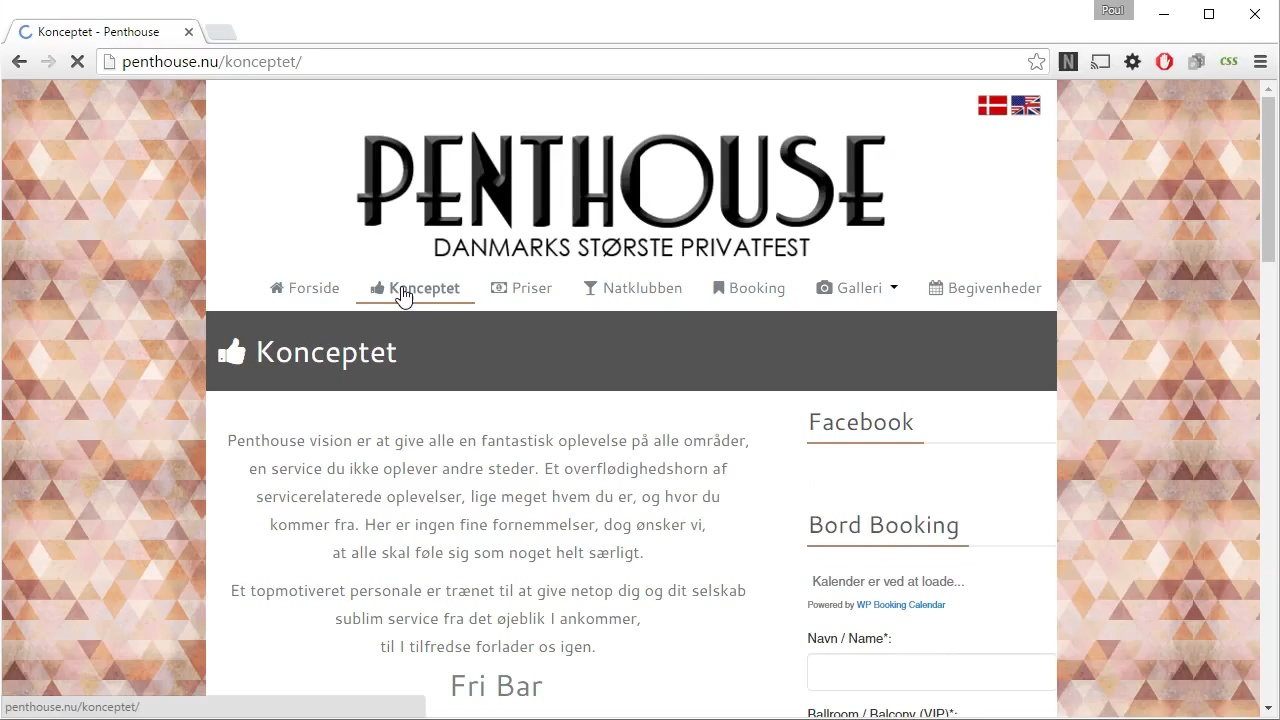 Poul
Konceptet - Penthouse
penthouse.nu/konceptet/
N
CSS
PENTHOUSE
DANMARKS STØRSTE PRIVATFEST
Forside Konceptet Priser Natklubben Booking Galleri Begivenheder
Konceptet
Penthouse vision er at give alle en fantastisk oplevelse på alle områder,
en service du ikke oplever andre steder. Et overflødighedshorn af
servicerelaterede oplevelser, lige meget hvem du er, og hvor du
kommer fra. Her er ingen fine fornemmelser, dog ønsker vi,
at alle skal føle sig som noget helt særligt.
Et topmotiveret personale er trænet til at give netop dig og dit selskab
sublim service fra det øjeblik I ankommer,
til I tilfredse forlader os igen.
Fri Bar
Facebook
Bord Booking
Kalender er ved at loade...
Powered by WP Booking Calendar
Navn / Name*:
Ballroom / Balcony (VIP)*:
penthouse.nu/konceptet/